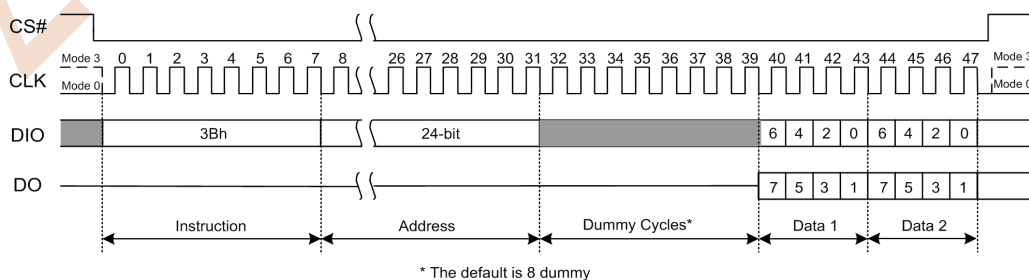 CS#
Mode 3 0 1 2 3 4 5 6 7 8 26 27 28 29 30 31 32 33 34 35 36 37 38 39 40 41 42 43 44 45 46 47 Mode 3
CLK Mode 0 Mode 0
DIO 3Bh 24-bit 6 4 2 0 6 4 2 0
DO 7 5 3 1 7 5 3 1
Instruction Address Dummy Cycles* Data 1 Data 2
* The default is 8 dummy